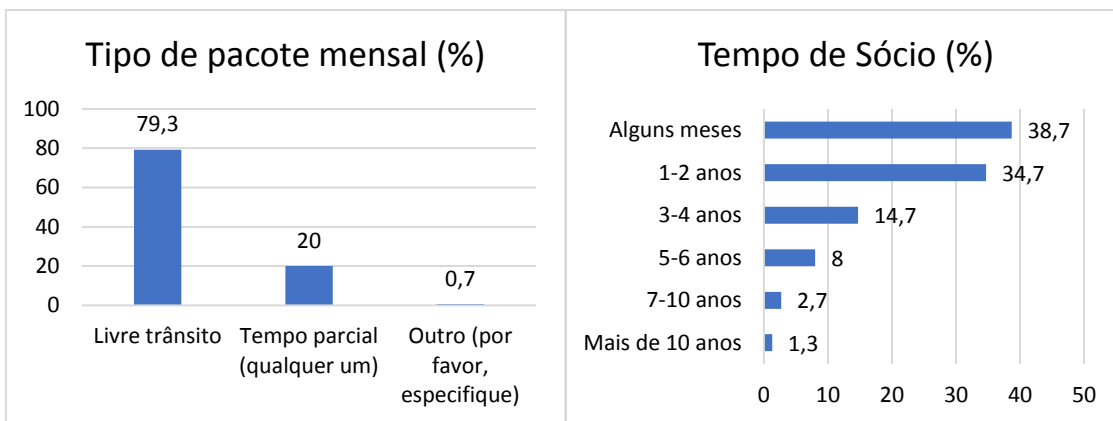 Tipo de pacote mensal (%)
100
80
60
40
20
0
79,3
20
0,7
Livre trânsito
Tempo parcial
(qualquer um)
Outro (por
favor,
especifique)
Tempo de Sócio (%)
Alguns meses
38,7
1-2 anos
34,7
3-4 anos
14,7
5-6 anos
8
7-10 anos
2,7
Mais de 10 anos
1,3
0 10 20 30 40 50